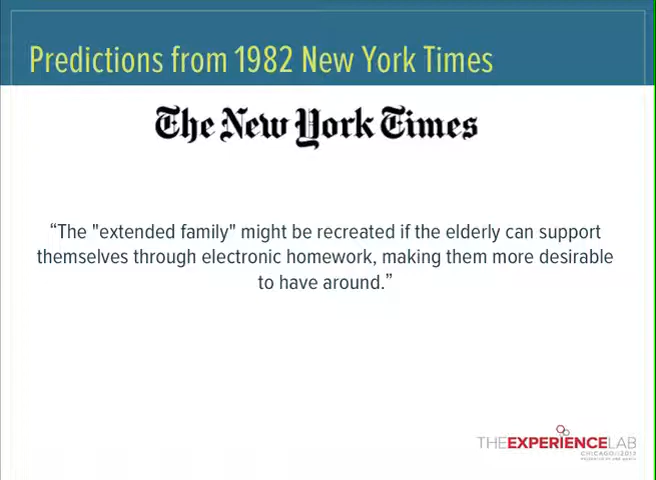 Predictions from 1982 New York Times
The New York Times
“The "extended family" might be recreated if the elderly can support
themselves through electronic homework, making them more desirable
to have around.”
THEEXPERIENCELAB
CHICAGO//2013